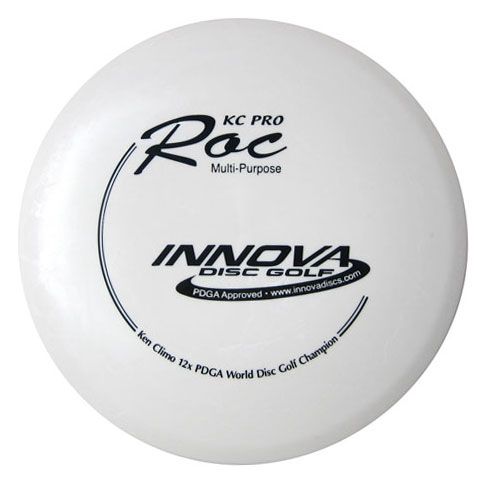 KC PRO
Roc
Multi-Purpose
INNOVA
DISC GOLF
PDGA Approved • www.innovadiscs.com
Ken Climo 12x PDGA World Disc Golf Champion